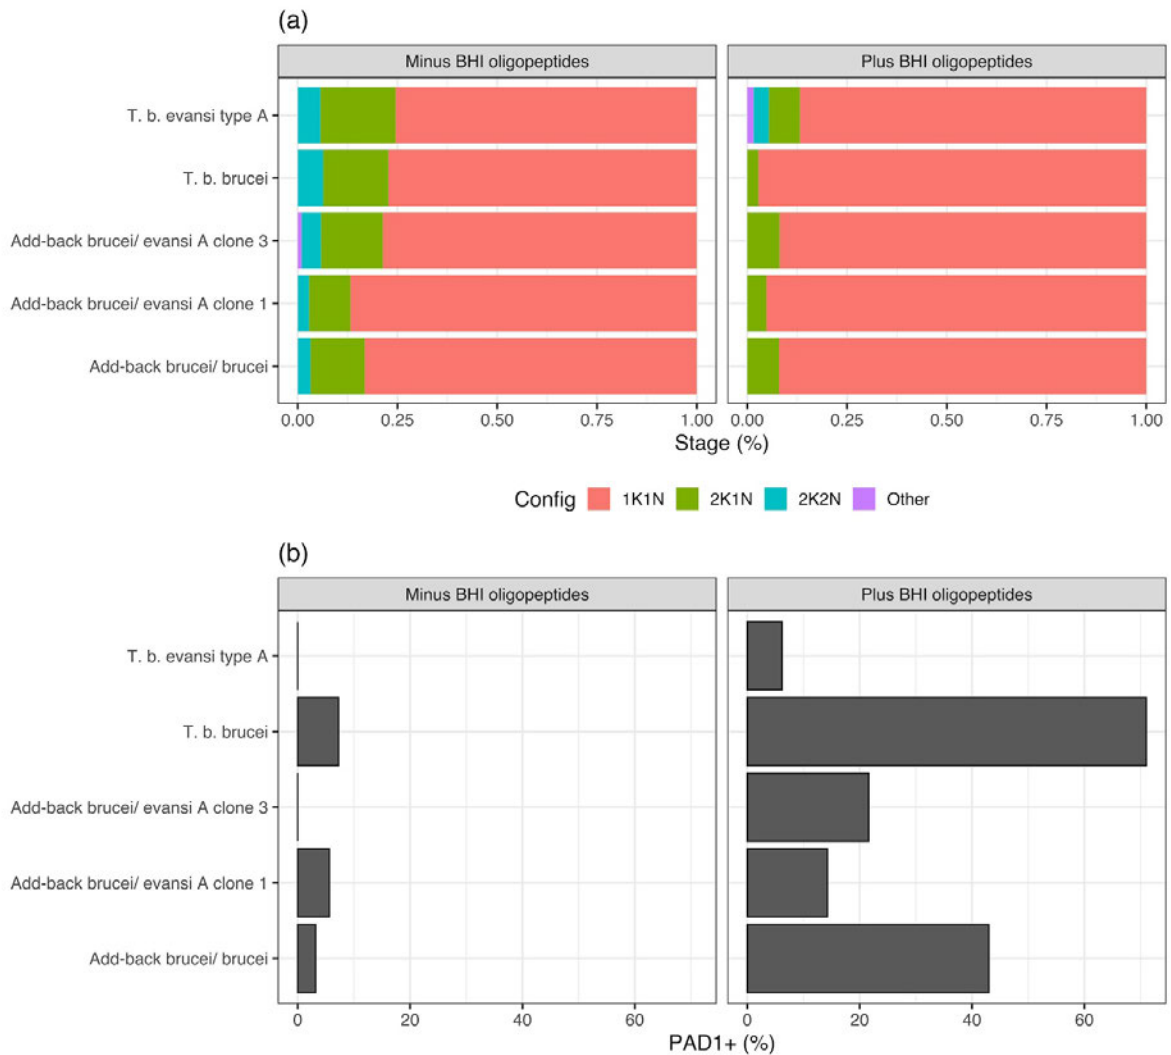 (a)
Minus BHI oligopeptides
Plus BHI oligopeptides
T. b. evansi type A
T. b. brucei
Add-back brucei/ evansi A clone 3
Add-back brucei/ evansi A clone 1
Add-back brucei/ brucei
0.00 0.25 0.50 0.75 1.00
0.00 0.25 0.50 0.75 1.00
Stage (%)
Config 1K1N 2K1N 2K2N Other
(b)
Minus BHI oligopeptides
Plus BHI oligopeptides
T. b. evansi type A
T. b. brucei
Add-back brucei/ evansi A clone 3
Add-back brucei/ evansi A clone 1
Add-back brucei/ brucei
0 20 40 60
0 20 40 60
PAD1+ (%)